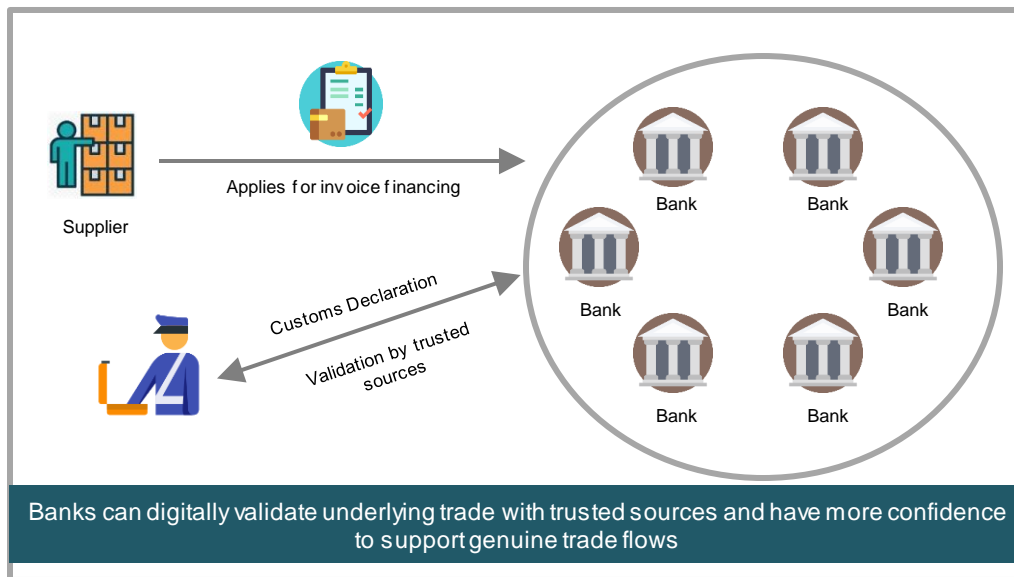 Applies for invoice financing
Supplier
Bank
Bank
Bank
Bank
Bank
Bank
Customs Declaration
Validation by trusted
sources
Banks can digitally validate underlying trade with trusted sources and have more confidence
to support genuine trade flows